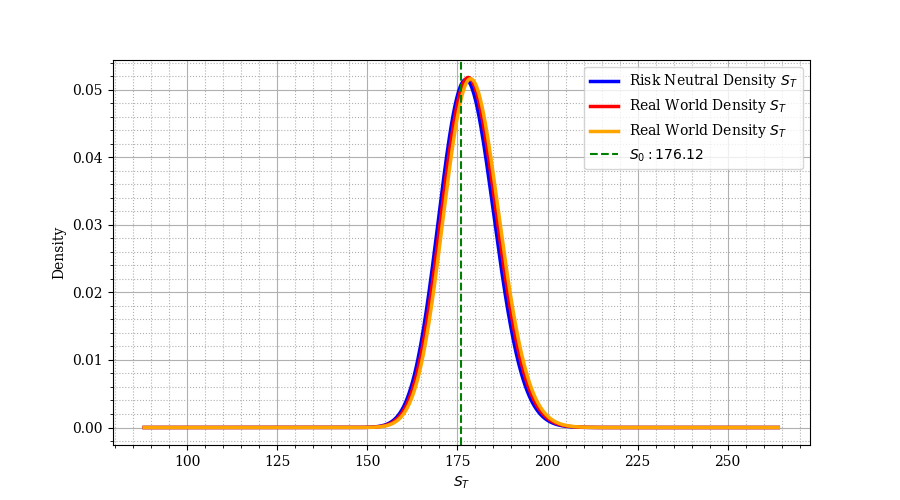 Risk Neutral Density S_T
Real World Density S_T
Real World Density S_T
S_0 : 176.12
0.05
0.04
0.03
0.02
0.01
0.00
Density
100 125 150 175 200 225 250
S_T